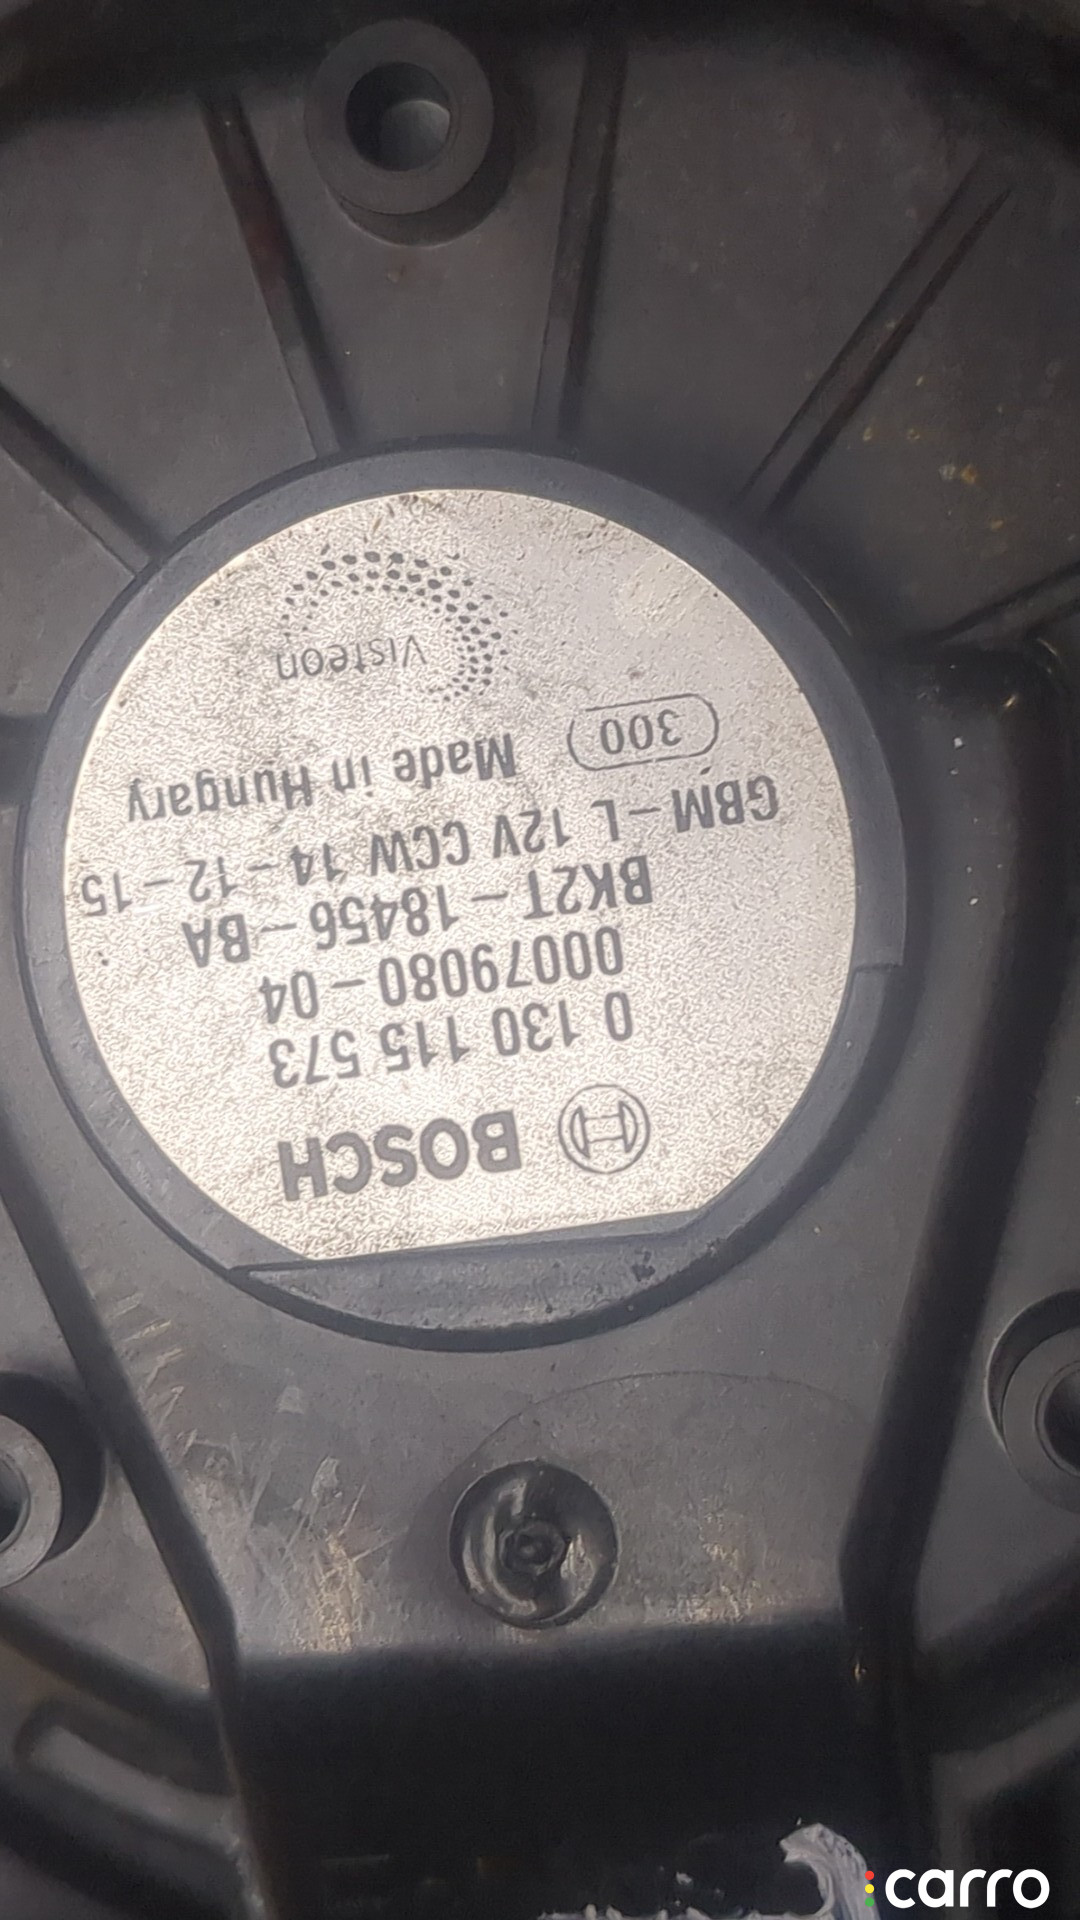 BOSCH
0 130 115 573
00079080-04
BK2T-18456-BA
GBM-L 12V CCW 14-12-15
300 Made in Hungary
Visteon
carro